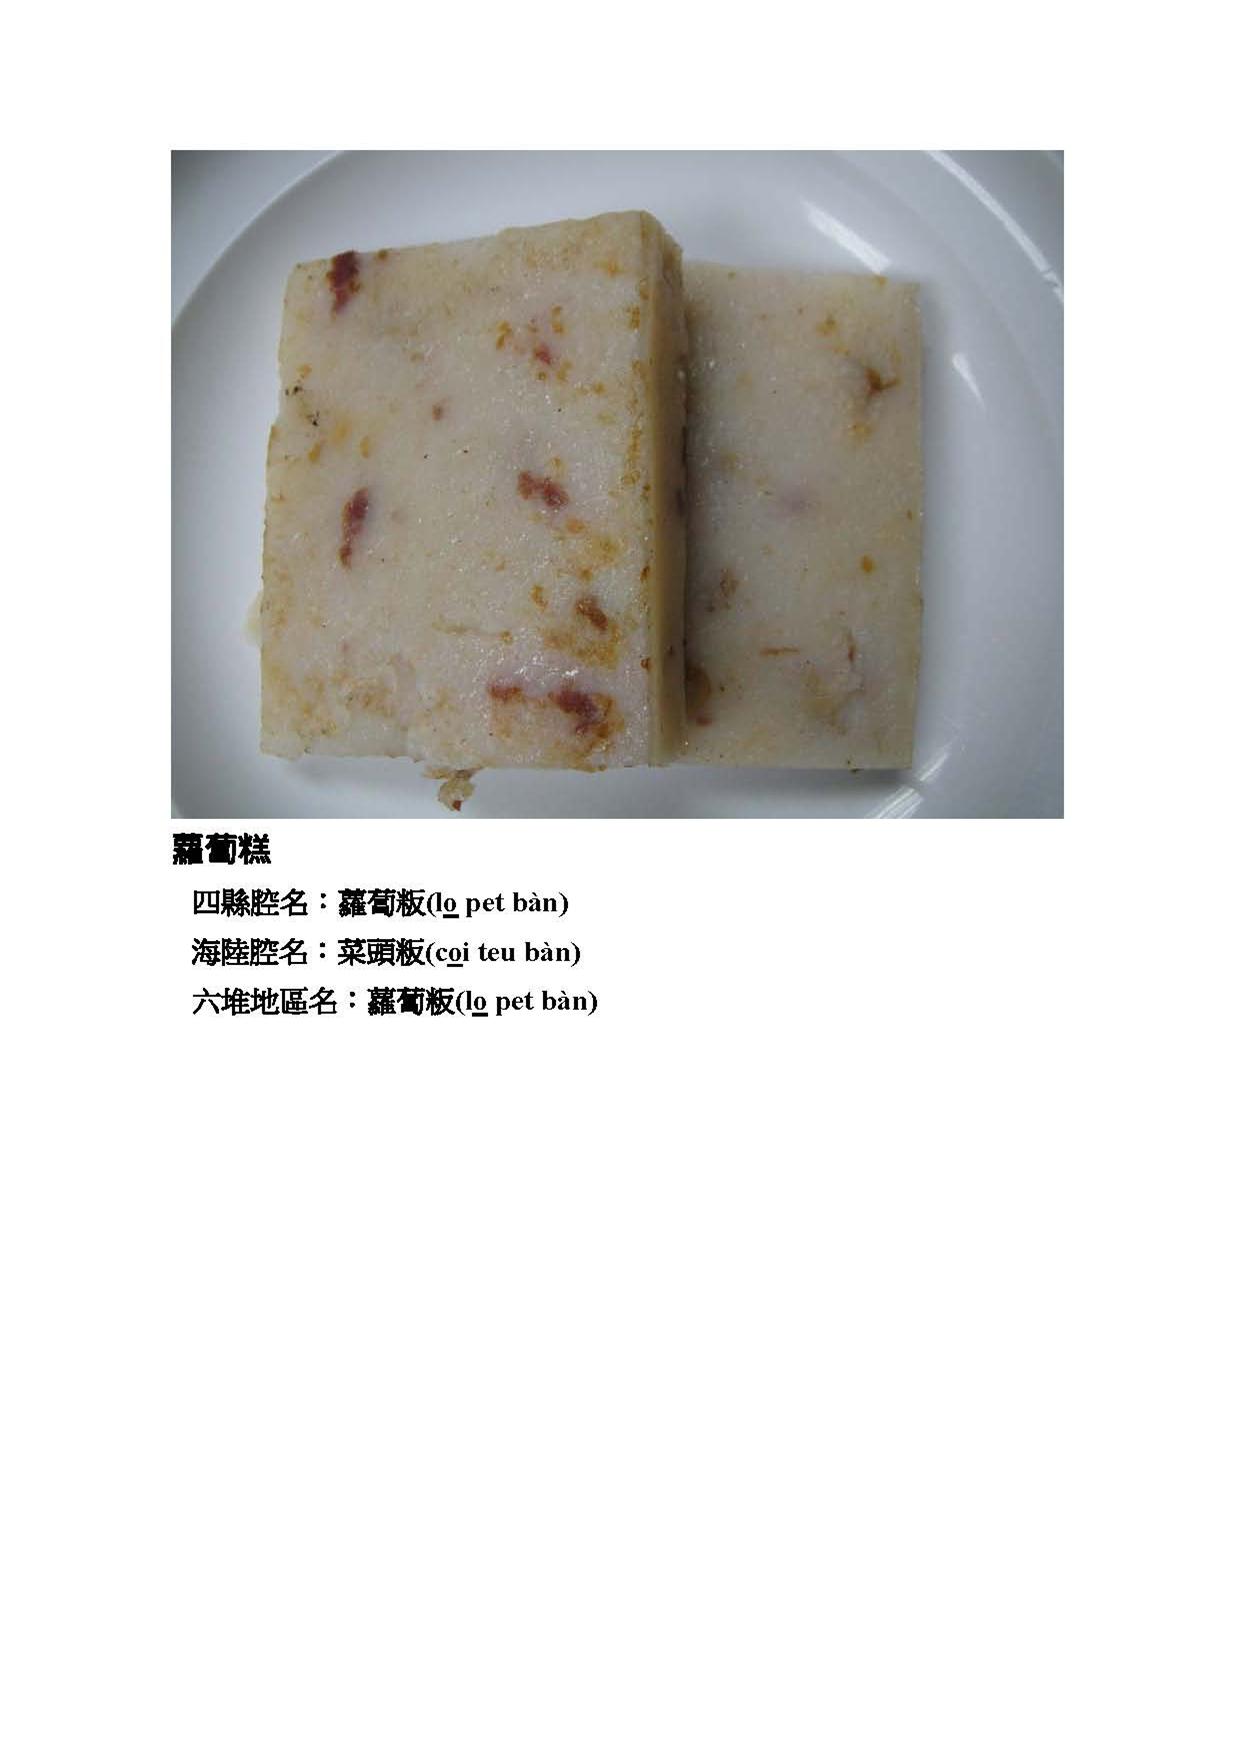 蘿蔔糕
四縣腔名：蘿蔔粄(lo pet bàn)
海陸腔名：菜頭粄(coi teu bàn)
六堆地區名：蘿蔔粄(lo pet bàn)